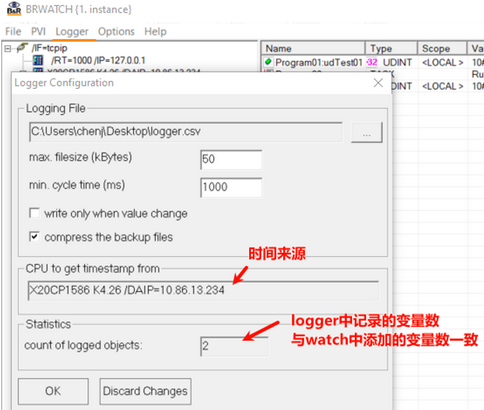 B&R BRWATCH (1. instance)
File PVI Logger Options Help
/IF=tcpip
/RT=1000 /IP=127.0.0.1
X20CP1586 K4.26 /DAIP=10.86.13.234
Name Type Scope Va
Program01:udTest01 32 UDINT <LOCAL> 10#
TASK Ru
UDINT <LOCAL> 10#
Logger Configuration
Logging File
C:\Users\chenj\Desktop\logger.csv ...
max. filesize (kBytes) 50
min. cycle time (ms) 1000
write only when value change
compress the backup files
时间来源
CPU to get timestamp from
X20CP1586 K4.26 /DAIP=10.86.13.234
Statistics
logger中记录的变量数
count of logged objects: 2
与watch中添加的变量数一致
OK Discard Changes